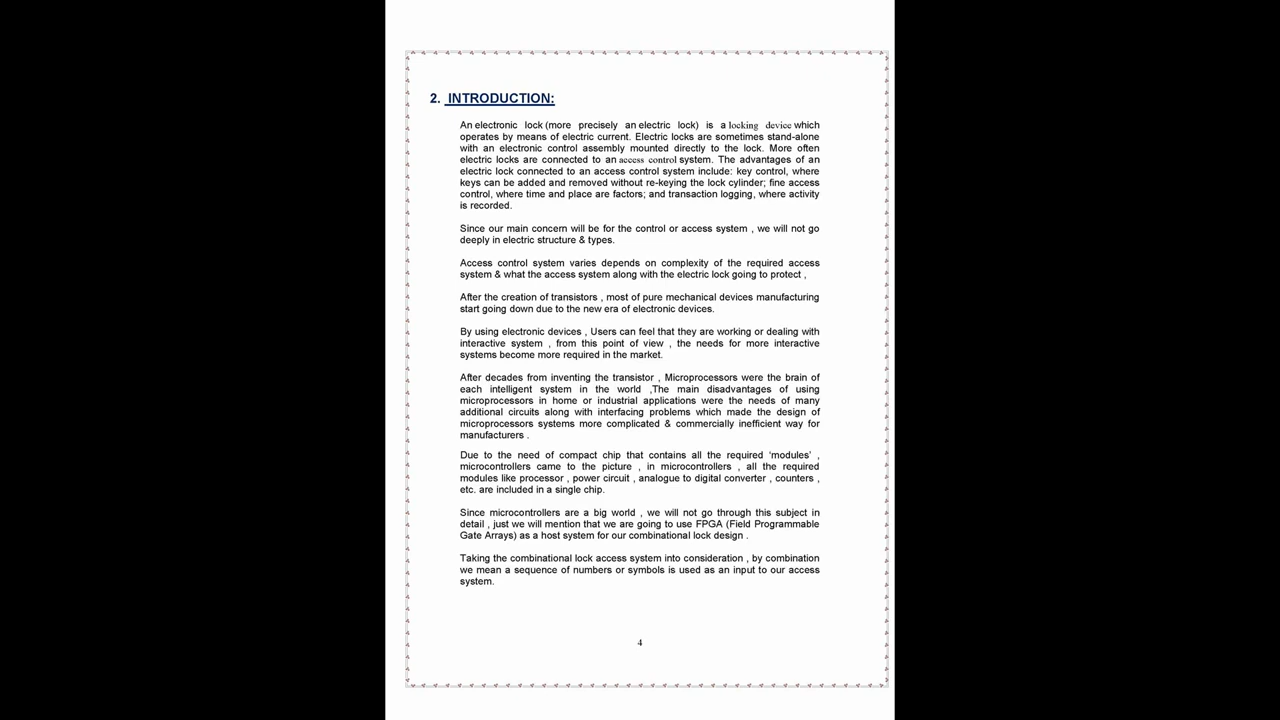 2. INTRODUCTION:
An electronic lock (more precisely an electric lock) is a locking device which
operates by means of electric current. Electric locks are sometimes stand-alone
with an electronic control assembly mounted directly to the lock. More often
electric locks are connected to an access control system. The advantages of an
electric lock connected to an access control system include: key control, where
keys can be added and removed without re-keying the lock cylinder; fine access
control, where time and place are factors; and transaction logging, where activity
is recorded.
Since our main concern will be for the control or access system , we will not go
deeply in electric structure & types.
Access control system varies depends on complexity of the required access
system & what the access system along with the electric lock going to protect ,
After the creation of transistors , most of pure mechanical devices manufacturing
start going down due to the new era of electronic devices.
By using electronic devices , Users can feel that they are working or dealing with
interactive system , from this point of view , the needs for more interactive
systems become more required in the market.
After decades from inventing the transistor , Microprocessors were the brain of
each intelligent system in the world ,The main disadvantages of using
microprocessors in home or industrial applications were the needs of many
additional circuits along with interfacing problems which made the design of
microprocessors systems more complicated & commercially inefficient way for
manufacturers .
Due to the need of compact chip that contains all the required ‘modules’ ,
microcontrollers came to the picture , in microcontrollers , all the required
modules like processor , power circuit , analogue to digital converter , counters ,
etc. are included in a single chip.
Since microcontrollers are a big world , we will not go through this subject in
detail , just we will mention that we are going to use FPGA (Field Programmable
Gate Arrays) as a host system for our combinational lock design .
Taking the combinational lock access system into consideration , by combination
we mean a sequence of numbers or symbols is used as an input to our access
system.
4